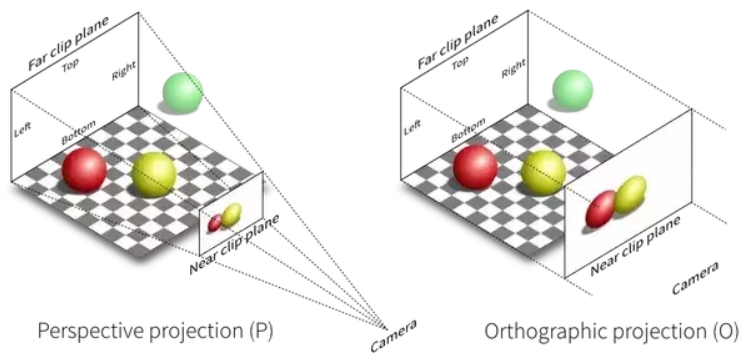 Far clip plane
Top
Right
Left
Bottom
Near clip plane
Camera
Perspective projection (P)
Far clip plane
Top
Right
Left
Bottom
Near clip plane
Camera
Orthographic projection (O)